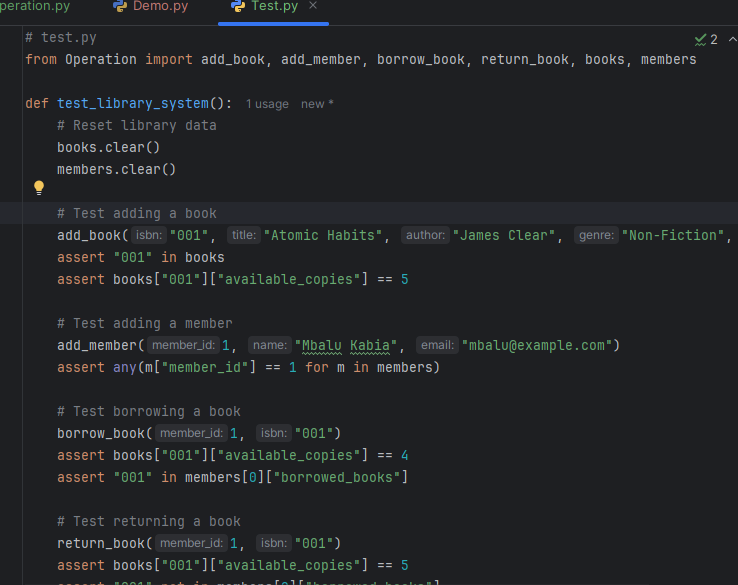 peration.py Demo.py Test.py ×
# test.py 2
from Operation import add_book, add_member, borrow_book, return_book, books, members
def test_library_system(): 1 usage new *
# Reset library data
books.clear()
members.clear()
# Test adding a book
add_book( isbn: "001", title: "Atomic Habits", author: "James Clear", genre: "Non-Fiction",
assert "001" in books
assert books["001"]["available_copies"] == 5
# Test adding a member
add_member( member_id: 1, name: "Mbalu Kabia", email: "mbalu@example.com")
assert any(m["member_id"] == 1 for m in members)
# Test borrowing a book
borrow_book( member_id: 1, isbn: "001")
assert books["001"]["available_copies"] == 4
assert "001" in members[0]["borrowed_books"]
# Test returning a book
return_book( member_id: 1, isbn: "001")
assert books["001"]["available_copies"] == 5
assert "001" not in members[0]["borrowed_books"]